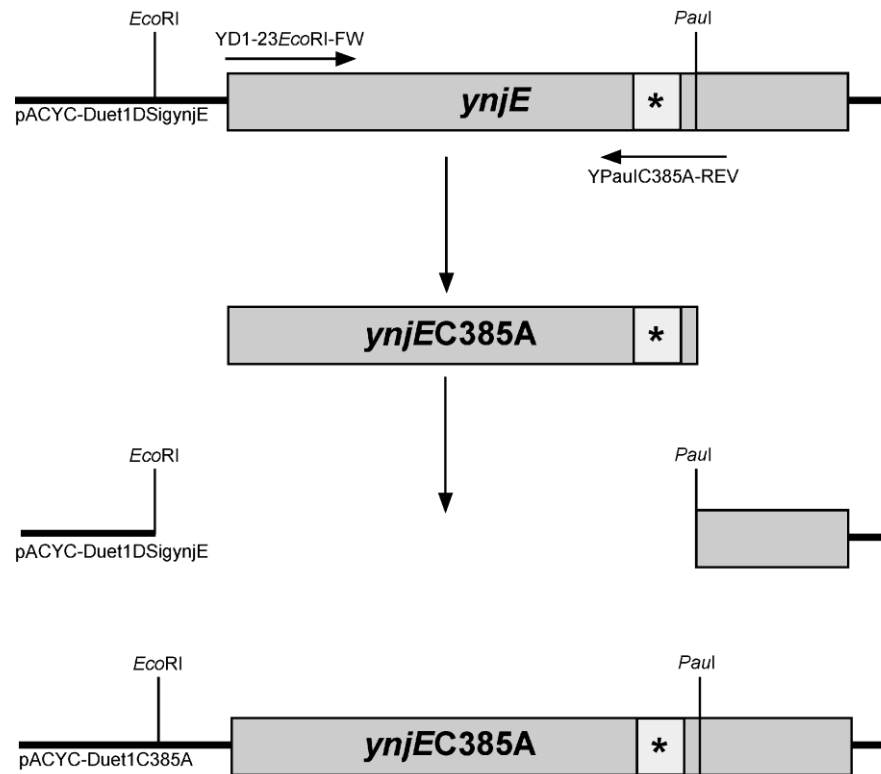 EcoRI
PauI
YD1-23EcoRI-FW
ynjE
*
pACYC-Duet1DSigynjE
YPauIC385A-REV
ynjEC385A
*
EcoRI
PauI
pACYC-Duet1DSigynjE
EcoRI
PauI
ynjEC385A
*
pACYC-Duet1C385A